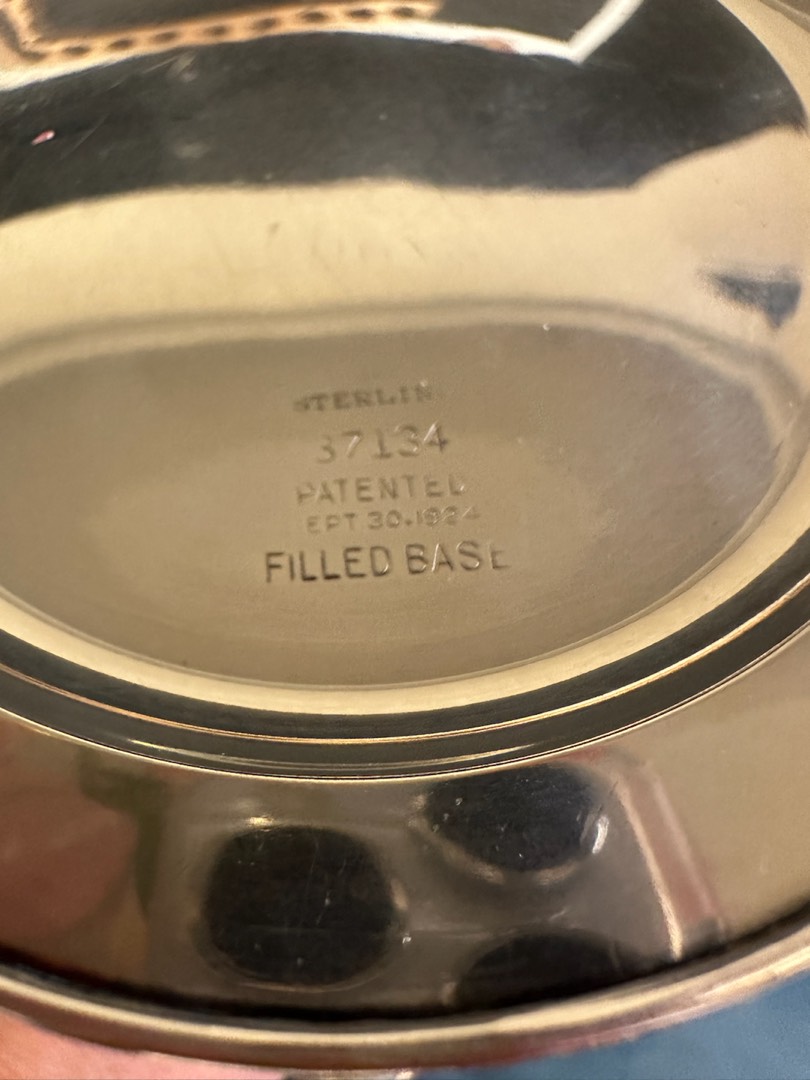 STERLIN
37134
PATENTED
EPT 30.1924
FILLED BASE